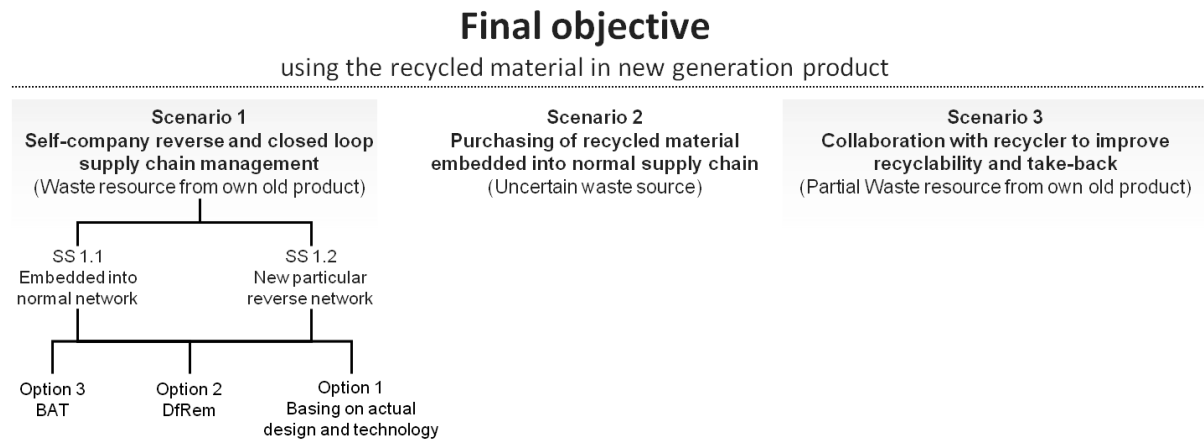 Final objective
using the recycled material in new generation product
Scenario 1
Self-company reverse and closed loop
supply chain management
(Waste resource from own old product)
Scenario 2
Purchasing of recycled material
embedded into normal supply chain
(Uncertain waste source)
Scenario 3
Collaboration with recycler to improve
recyclability and take-back
(Partial Waste resource from own old product)
SS 1.1
Embedded into
normal network
SS 1.2
New particular
reverse network
Option 3
BAT
Option 2
DfRem
Option 1
Basing on actual
design and technology